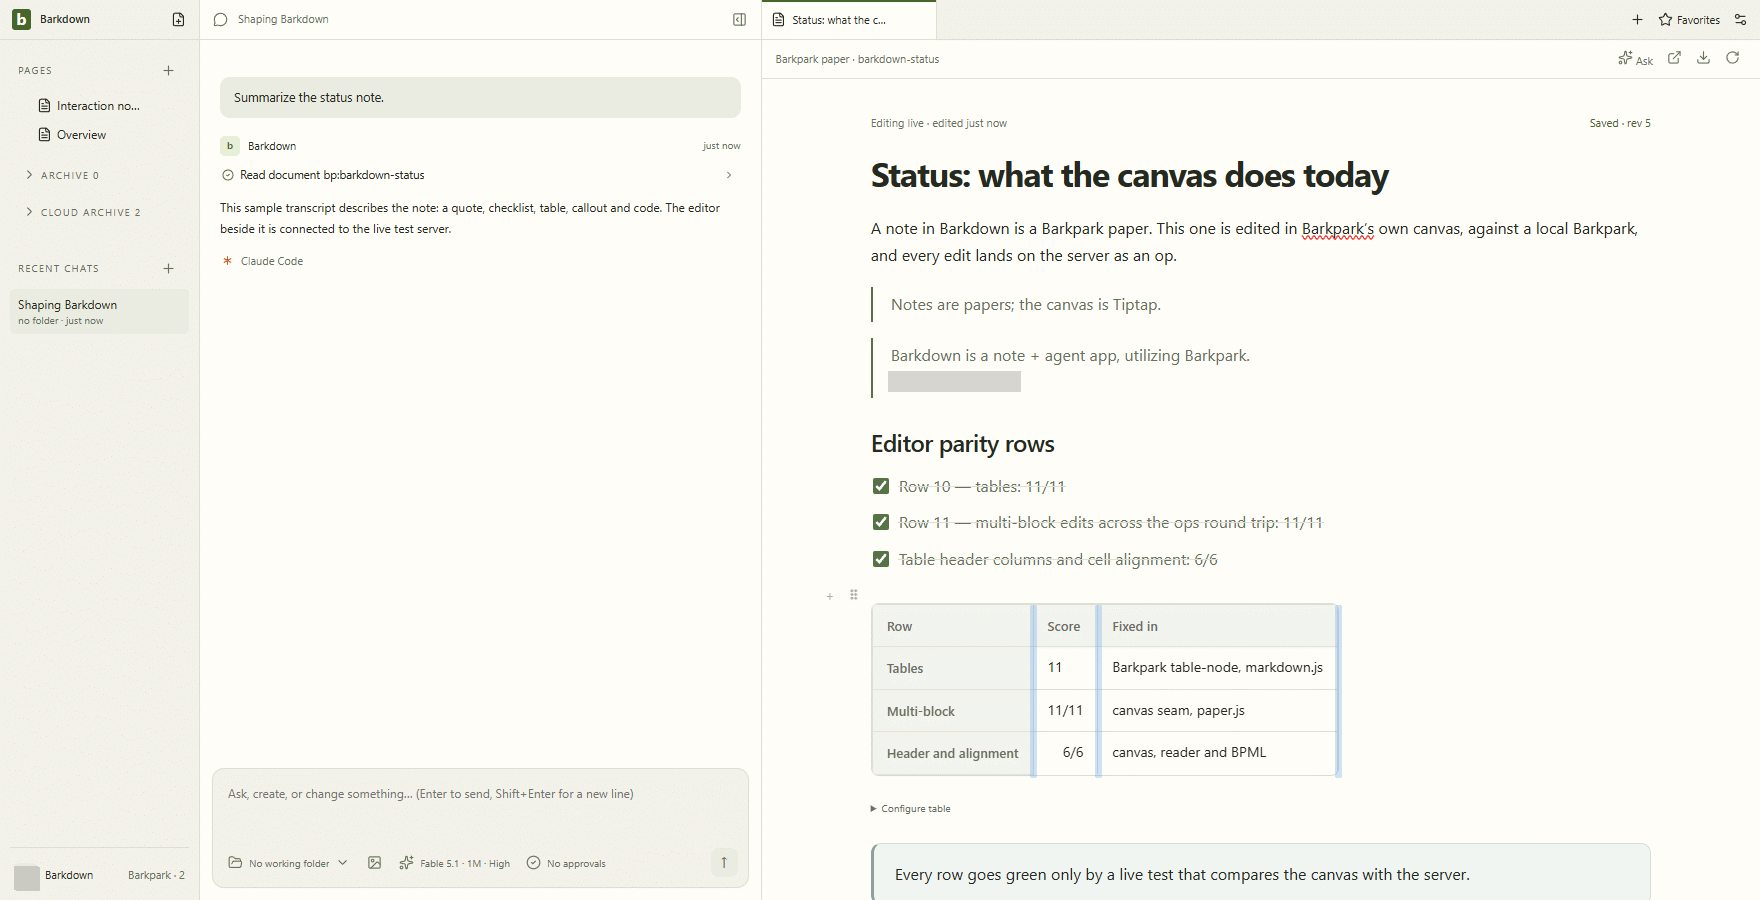 b Barkdown
PAGES
Interaction no...
Overview
ARCHIVE 0
CLOUD ARCHIVE 2
RECENT CHATS
Shaping Barkdown
no folder · just now
Barkdown
Barkpark · 2
Shaping Barkdown
Summarize the status note.
b Barkdown
just now
Read document bp:barkdown-status
This sample transcript describes the note: a quote, checklist, table, callout and code. The editor
beside it is connected to the live test server.
Claude Code
Ask, create, or change something... (Enter to send, Shift+Enter for a new line)
No working folder
Fable 5.1 · 1M · High
No approvals
Status: what the c...
Favorites
Barkpark paper · barkdown-status
Ask
Editing live · edited just now
Saved · rev 5
Status: what the canvas does today
A note in Barkdown is a Barkpark paper. This one is edited in Barkpark's own canvas, against a local Barkpark,
and every edit lands on the server as an op.
Notes are papers; the canvas is Tiptap.
Barkdown is a note + agent app, utilizing Barkpark.
Editor parity rows
Row 10 — tables: 11/11
Row 11 — multi-block edits across the ops round trip: 11/11
Table header columns and cell alignment: 6/6
Row Score Fixed in
Tables 11 Barkpark table-node, markdown.js
Multi-block 11/11 canvas seam, paper.js
Header and alignment 6/6 canvas, reader and BPML
Configure table
Every row goes green only by a live test that compares the canvas with the server.